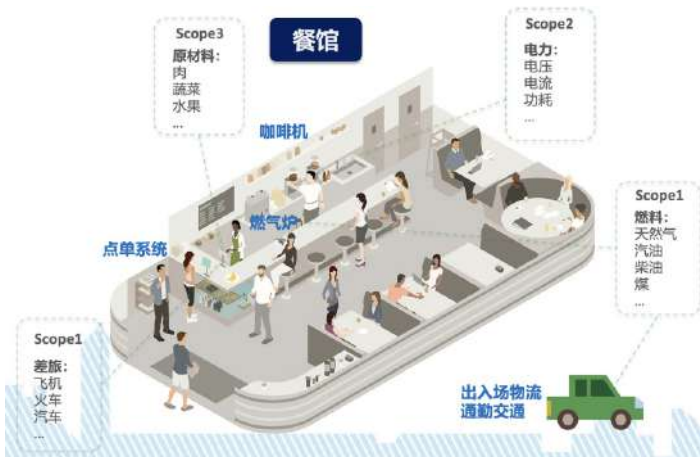 餐馆
Scope3
原材料:
肉
蔬菜
水果
...
Scope2
电力:
电压
电流
功耗
...
咖啡机
燃气炉
点单系统
Scope1
燃料:
天然气
汽油
柴油
煤
...
Scope1
差旅:
飞机
火车
汽车
...
出入场物流
通勤交通